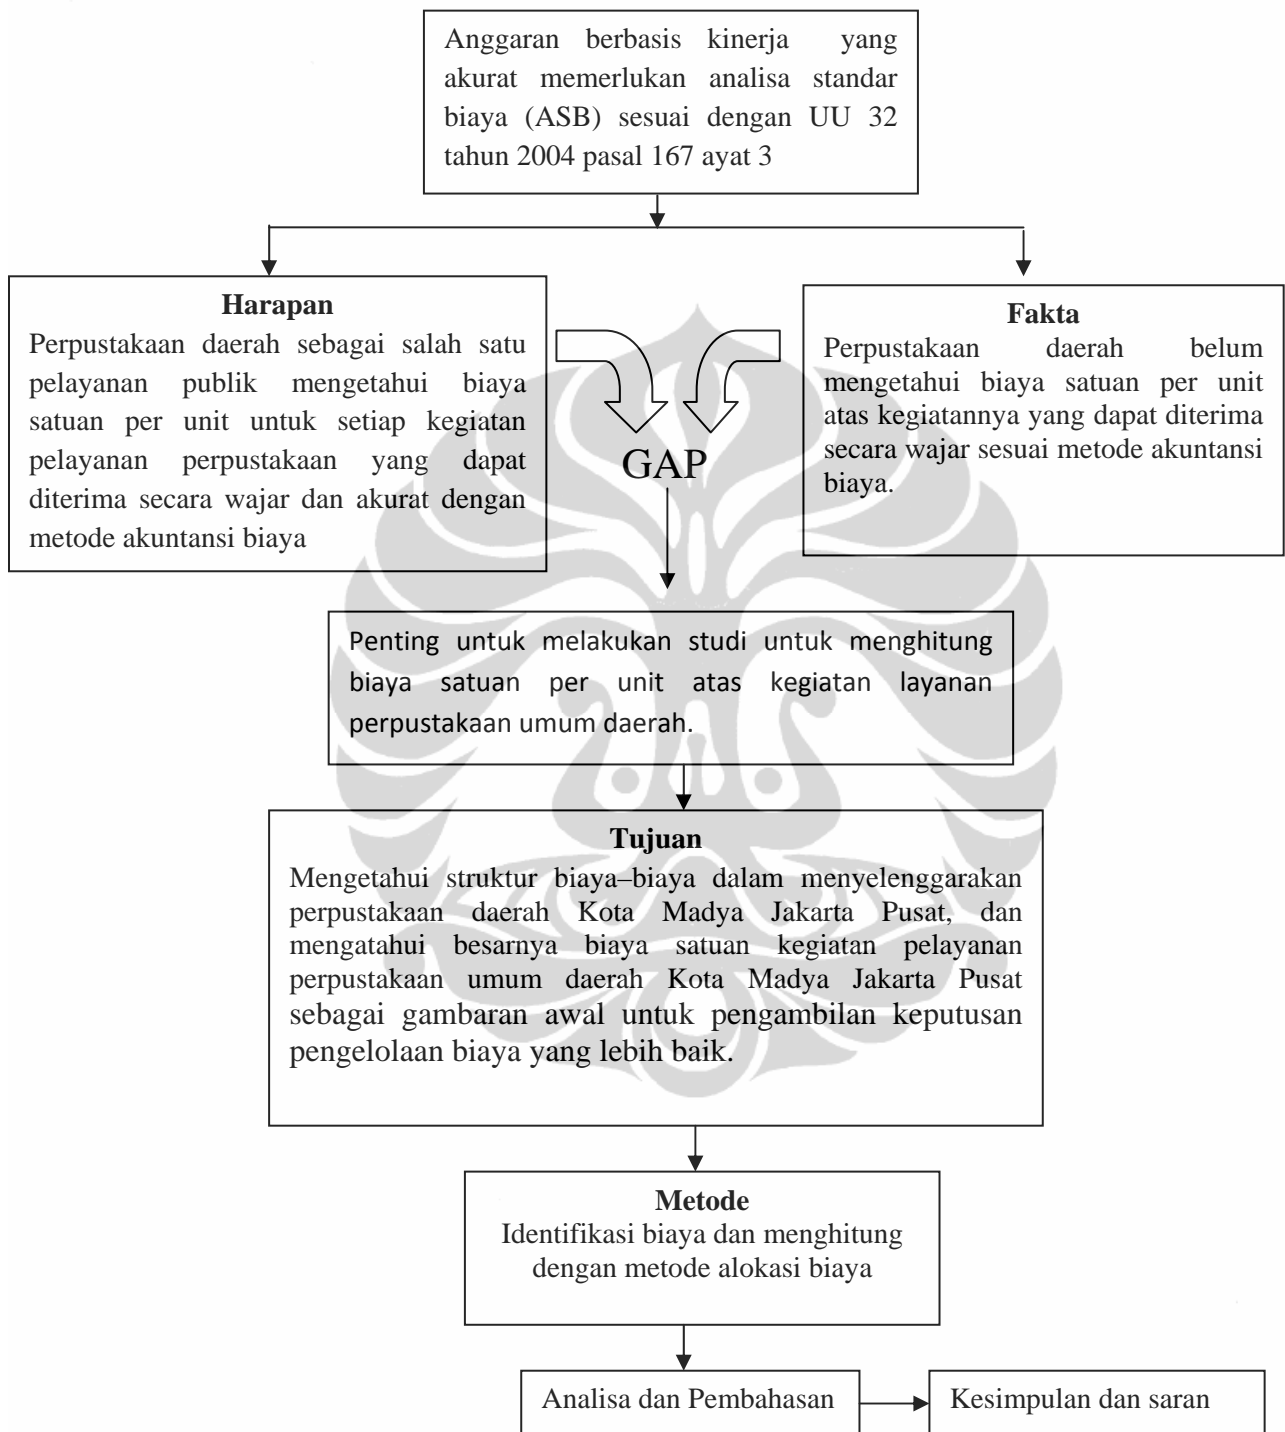 Anggaran berbasis kinerja yang
akurat memerlukan analisa standar
biaya (ASB) sesuai dengan UU 32
tahun 2004 pasal 167 ayat 3
Harapan
Perpustakaan daerah sebagai salah satu
pelayanan publik mengetahui biaya
satuan per unit untuk setiap kegiatan
pelayanan perpustakaan yang dapat
diterima secara wajar dan akurat dengan
metode akuntansi biaya
Fakta
Perpustakaan daerah belum
mengetahui biaya satuan per unit
atas kegiatannya yang dapat diterima
secara wajar sesuai metode akuntansi
biaya.
GAP
Penting untuk melakukan studi untuk menghitung
biaya satuan per unit atas kegiatan layanan
perpustakaan umum daerah.
Tujuan
Mengetahui struktur biaya–biaya dalam menyelenggarakan
perpustakaan daerah Kota Madya Jakarta Pusat, dan
mengatahui besarnya biaya satuan kegiatan pelayanan
perpustakaan umum daerah Kota Madya Jakarta Pusat
sebagai gambaran awal untuk pengambilan keputusan
pengelolaan biaya yang lebih baik.
Metode
Identifikasi biaya dan menghitung
dengan metode alokasi biaya
Analisa dan Pembahasan
Kesimpulan dan saran